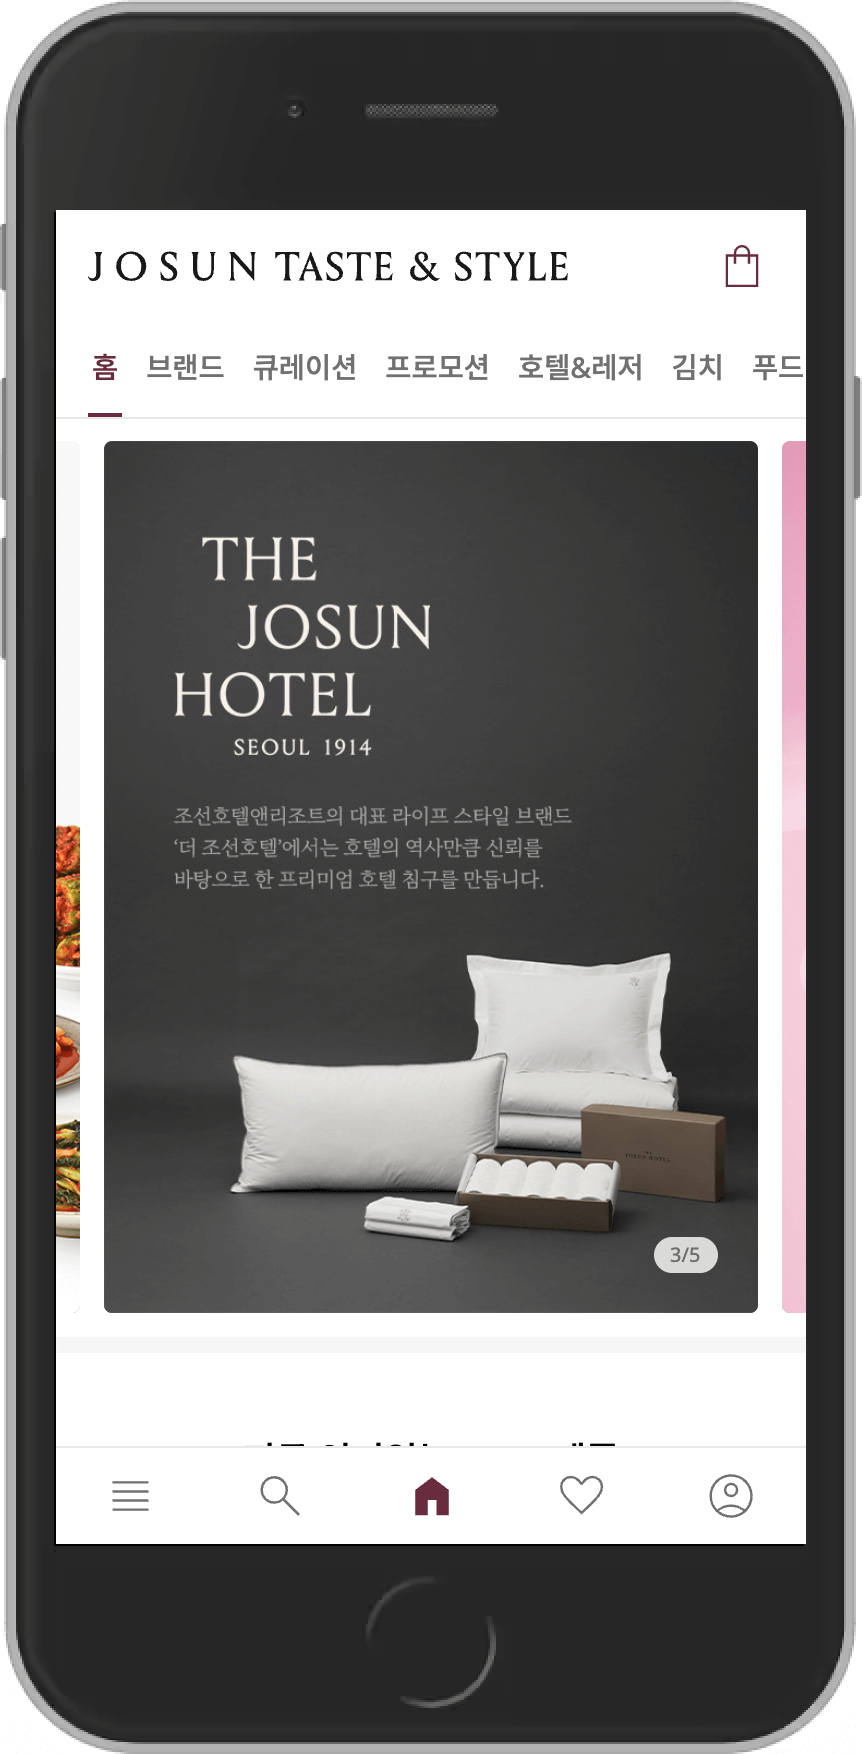 JOSUN TASTE & STYLE
홈 브랜드 큐레이션 프로모션 호텔&레저 김치 푸드
THE
JOSUN
HOTEL
SEOUL 1914
조선호텔앤리조트의 대표 라이프 스타일 브랜드
‘더 조선호텔’에서는 호텔의 역사만큼 신뢰를
바탕으로 한 프리미엄 호텔 침구를 만듭니다.
JOSUN HOTEL
3/5